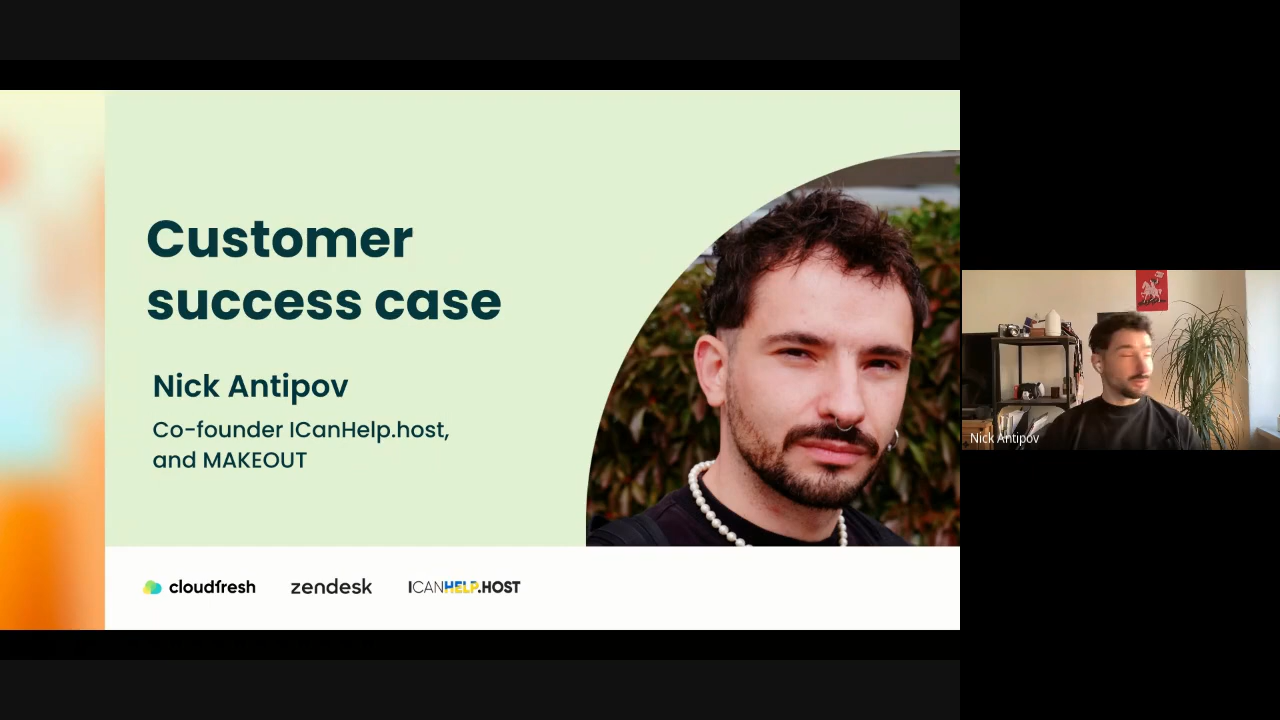 Customer
success case
Nick Antipov
Co-founder ICanHelp.host,
and MAKEOUT
cloudfresh
zendesk
ICANHELP.HOST
Nick Antipov